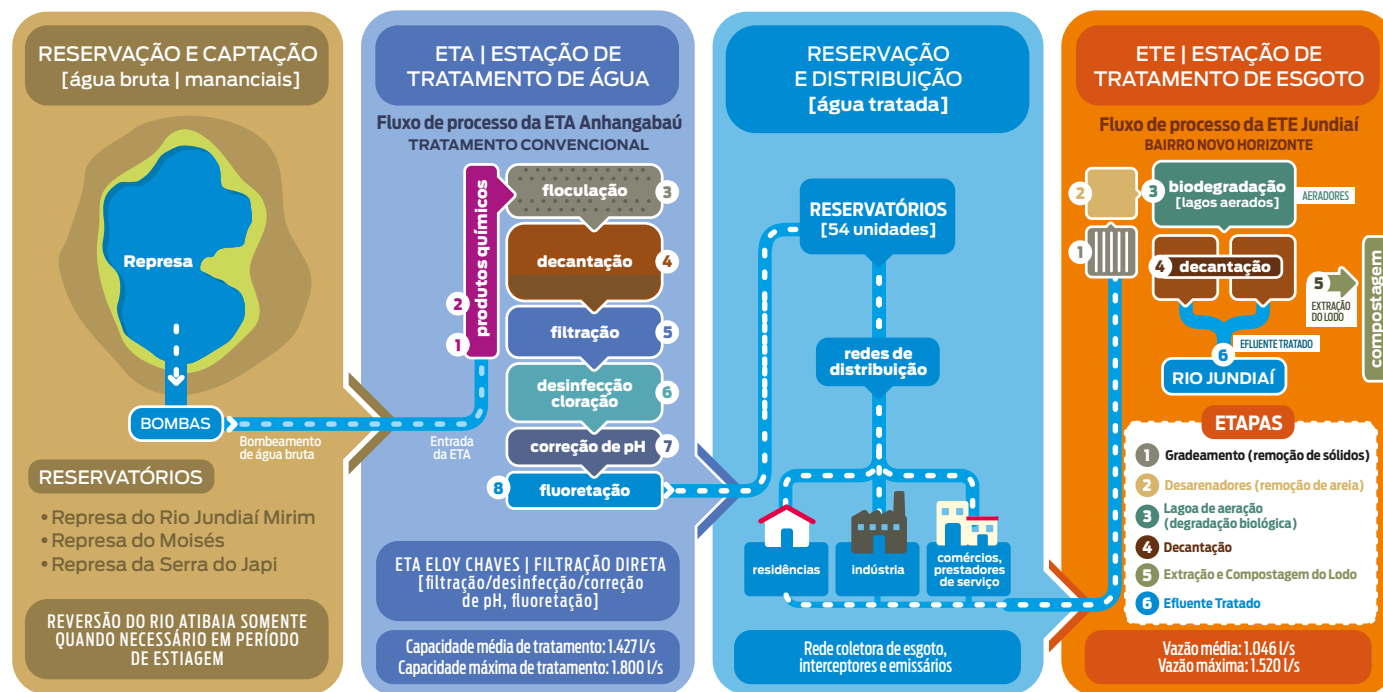 RESERVAÇÃO E CAPTAÇÃO
[água bruta | mananciais]
Represa
BOMBAS
Bombeamento
de água bruta
RESERVATÓRIOS
• Represa do Rio Jundiaí Mirim
• Represa do Moisés
• Represa da Serra do Japi
REVERSÃO DO RIO ATIBAIA SOMENTE
QUANDO NECESSÁRIO EM PERÍODO
DE ESTIAGEM
ETA | ESTAÇÃO DE
TRATAMENTO DE ÁGUA
Fluxo de processo da ETA Anhangabaú
TRATAMENTO CONVENCIONAL
produtos químicos
1
2
floculação 3
decantação 4
filtração 5
desinfecção
cloração 6
correção de pH 7
8 fluoretação
Entrada
da ETA
ETA ELOY CHAVES | FILTRAÇÃO DIRETA
[filtração/desinfecção/correção
de pH, fluoretação]
Capacidade média de tratamento: 1.427 l/s
Capacidade máxima de tratamento: 1.800 l/s
RESERVAÇÃO
E DISTRIBUIÇÃO
[água tratada]
RESERVATÓRIOS
[54 unidades]
redes de
distribuição
residências
indústria
comércios,
prestadores
de serviço
Rede coletora de esgoto,
interceptores e emissários
ETE | ESTAÇÃO DE
TRATAMENTO DE ESGOTO
Fluxo de processo da ETE Jundiaí
BAIRRO NOVO HORIZONTE
2
1
3 biodegradação
[lagos aerados]
AERADORES
4 decantação
5
EXTRAÇÃO
DO LODO
compostagem
6 EFLUENTE TRATADO
RIO JUNDIAÍ
ETAPAS
1 Gradeamento (remoção de sólidos)
2 Desarenadores (remoção de areia)
3 Lagoa de aeração
(degradação biológica)
4 Decantação
5 Extração e Compostagem do Lodo
6 Efluente Tratado
Vazão média: 1.046 l/s
Vazão máxima: 1.520 l/s